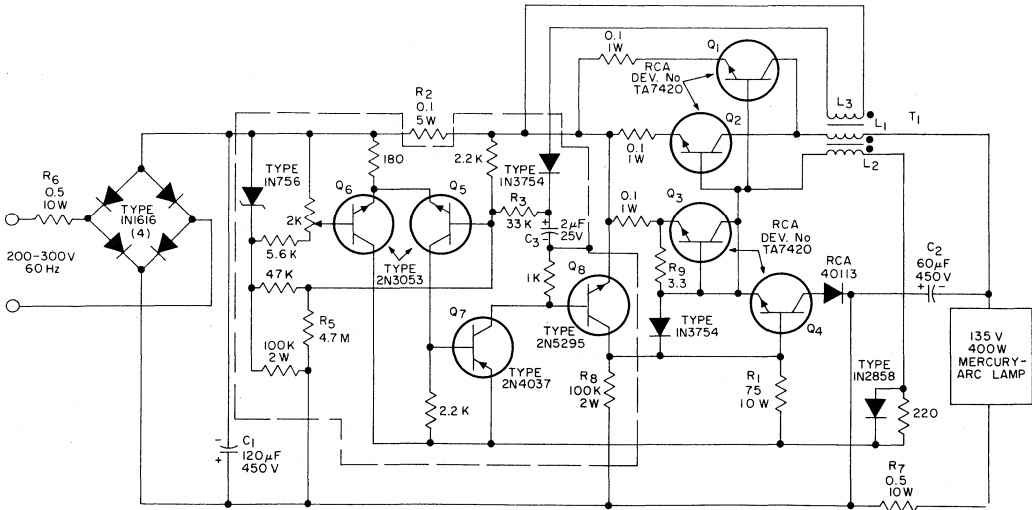 R6
0.5
10W
TYPE
1N1616
(4)
200-300V
60 Hz
C1
120µF
450 V
-
+
TYPE
1N756
2K
5.6K
47K
R5
4.7 M
100K
2 W
180
R2
0.1
5 W
2.2 K
Q6
Q5
TYPE
2N3053
2.2 K
Q7
TYPE
2N4037
TYPE
1N3754
R3
33 K
+
2µF
25V
C3
-
1K
Q8
TYPE
2N5295
R8
100K
2 W
0.1
1W
Q1
RCA
DEV. No
TA7420
Q2
0.1
1W
0.1
1W
Q3
R9
3.3
TYPE
1N3754
RCA
DEV. No
TA7420
Q4
R1
75
10 W
RCA
40113
L3
L1
T1
L2
C2
60µF
450 V
+
-
TYPE
1N2858
220
135 V
400W
MERCURY-
ARC LAMP
R7
0.5
10W